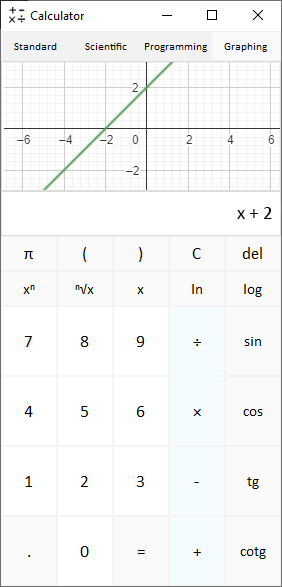 Calculator
Standard Scientific Programming Graphing
2
−6 −4 −2 0 2 4 6
−2
x + 2
π ( ) C del
xⁿ ⁿ√x x ln log
7 8 9 ÷ sin
4 5 6 × cos
1 2 3 - tg
. 0 = + cotg